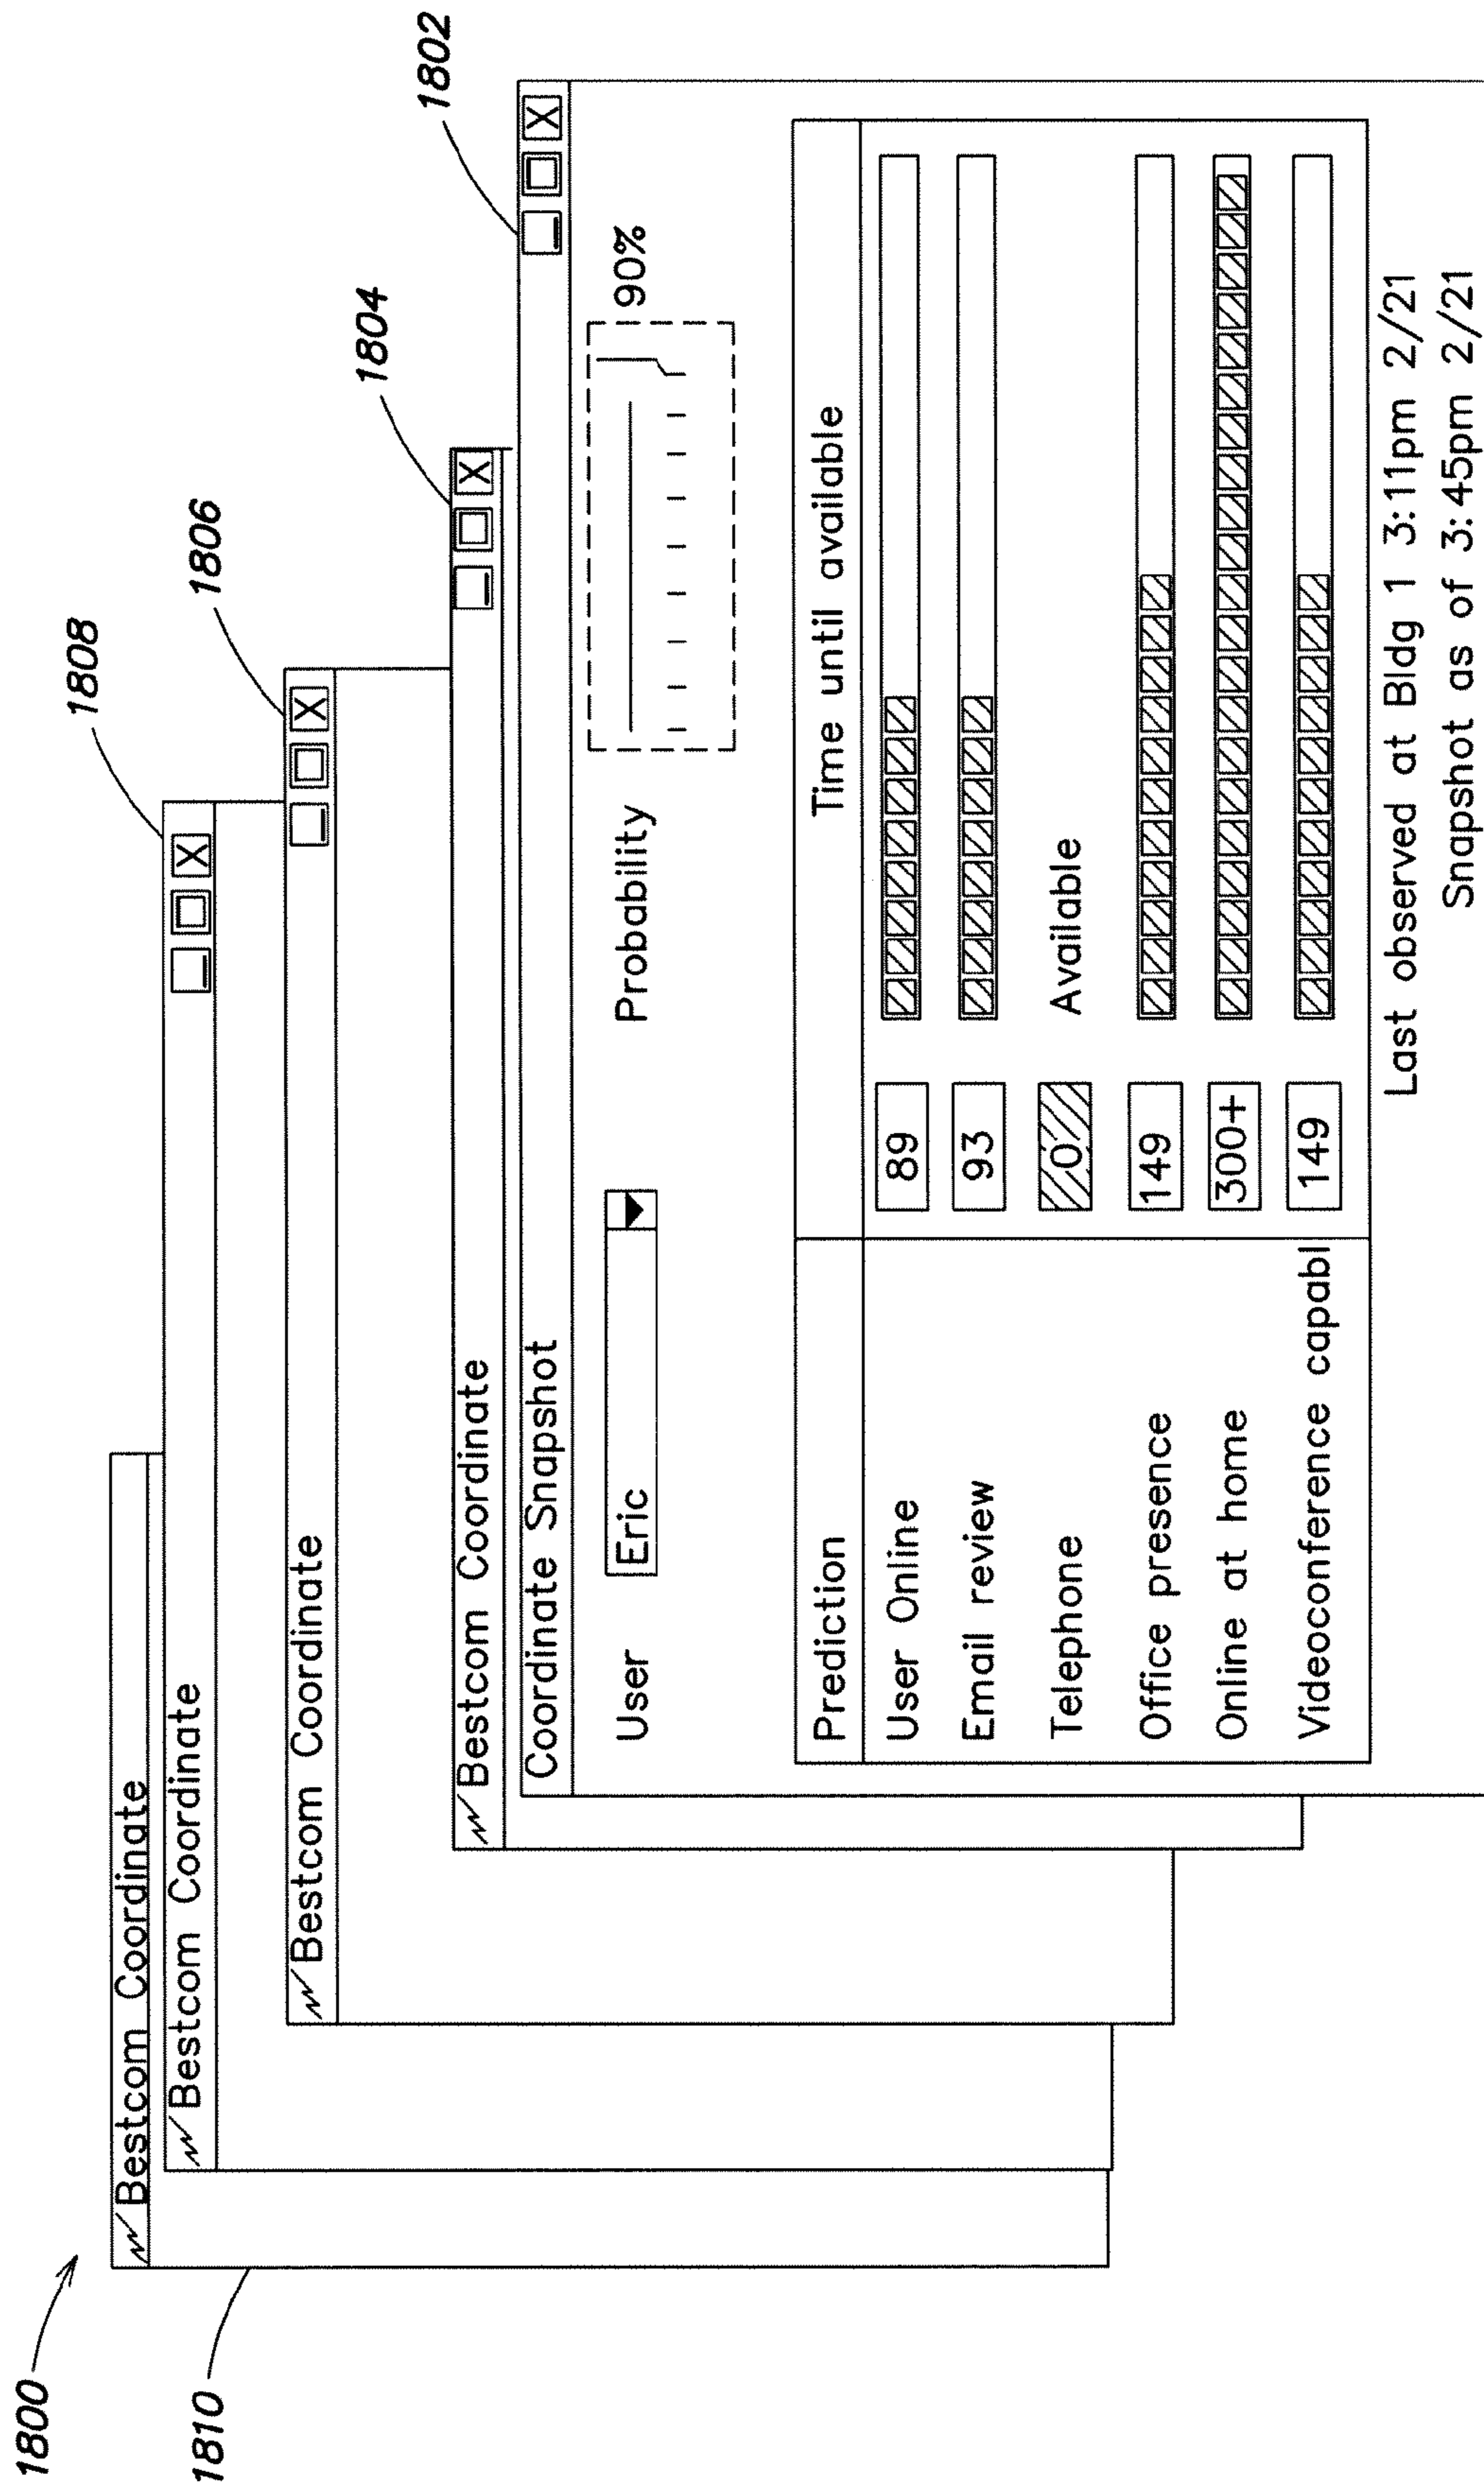 1800
1810
1808
1806
1804
1802
Bestcom Coordinate
Bestcom Coordinate
Bestcom Coordinate
Bestcom Coordinate
Coordinate Snapshot
User Eric Probability 90%
Prediction Time until available
User Online 89
Email review 93
Telephone 0 Available
Office presence 149
Online at home 300+
Videoconference capabl 149
Last observed at Bldg 1 3:11pm 2/21
Snapshot as of 3:45pm 2/21